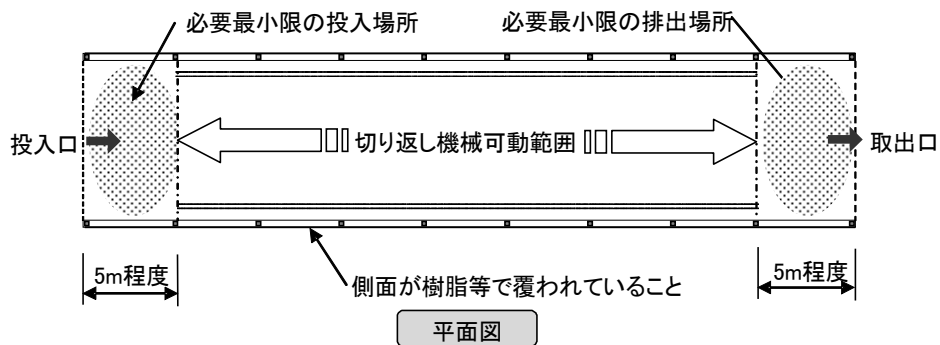 必要最小限の投入場所
必要最小限の排出場所
投入口
切り返し機械可動範囲
取出口
5m程度
側面が樹脂等で覆われていること
5m程度
平面図